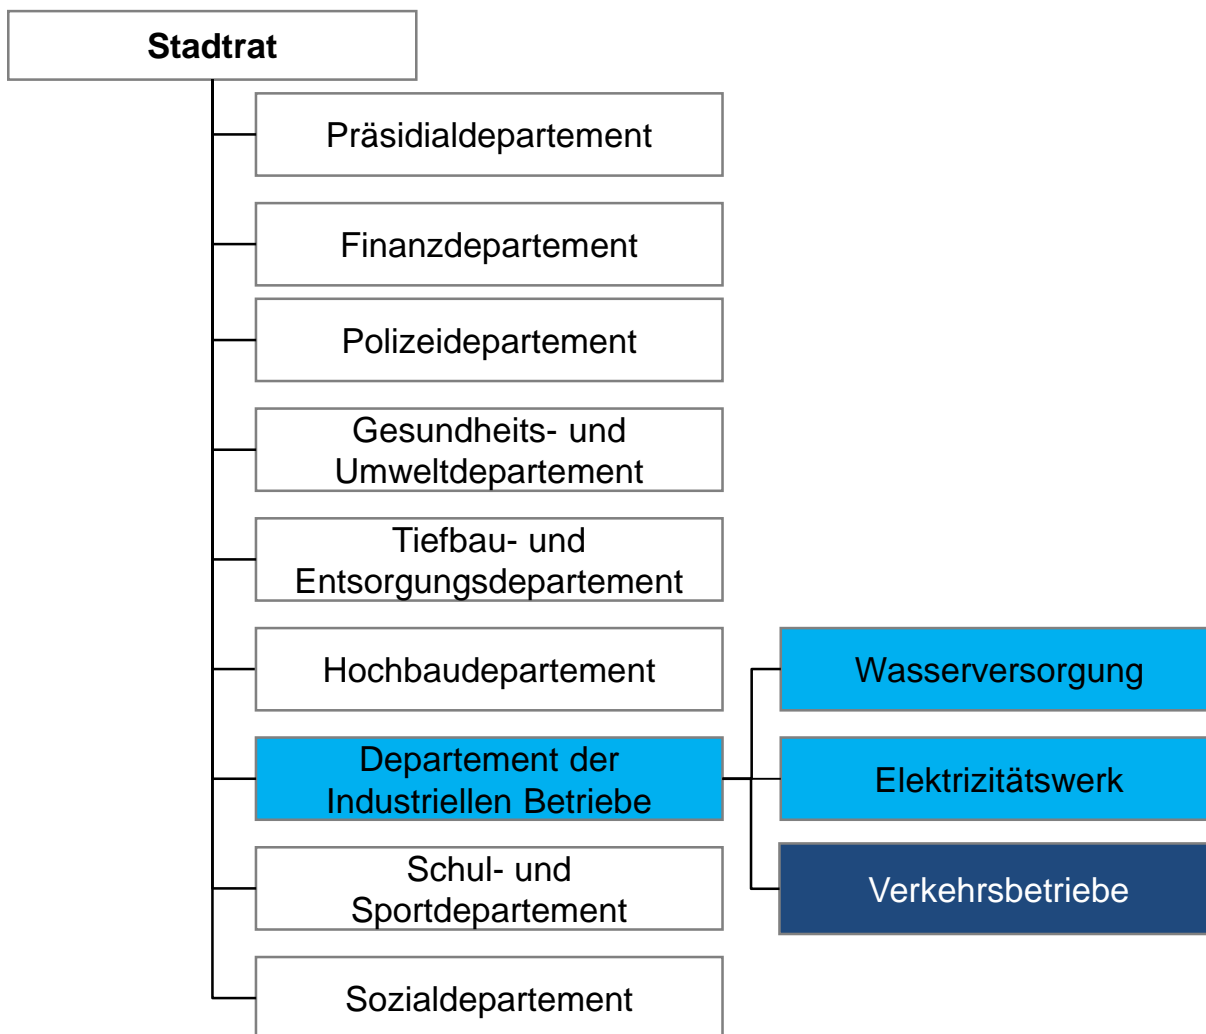 Stadtrat
Präsidialdepartement
Finanzdepartement
Polizeidepartement
Gesundheits- und
Umweltdepartement
Tiefbau- und
Entsorgungsdepartement
Hochbaudepartement
Wasserversorgung
Departement der
Industriellen Betriebe
Elektrizitätswerk
Schul- und
Sportdepartement
Verkehrsbetriebe
Sozialdepartement